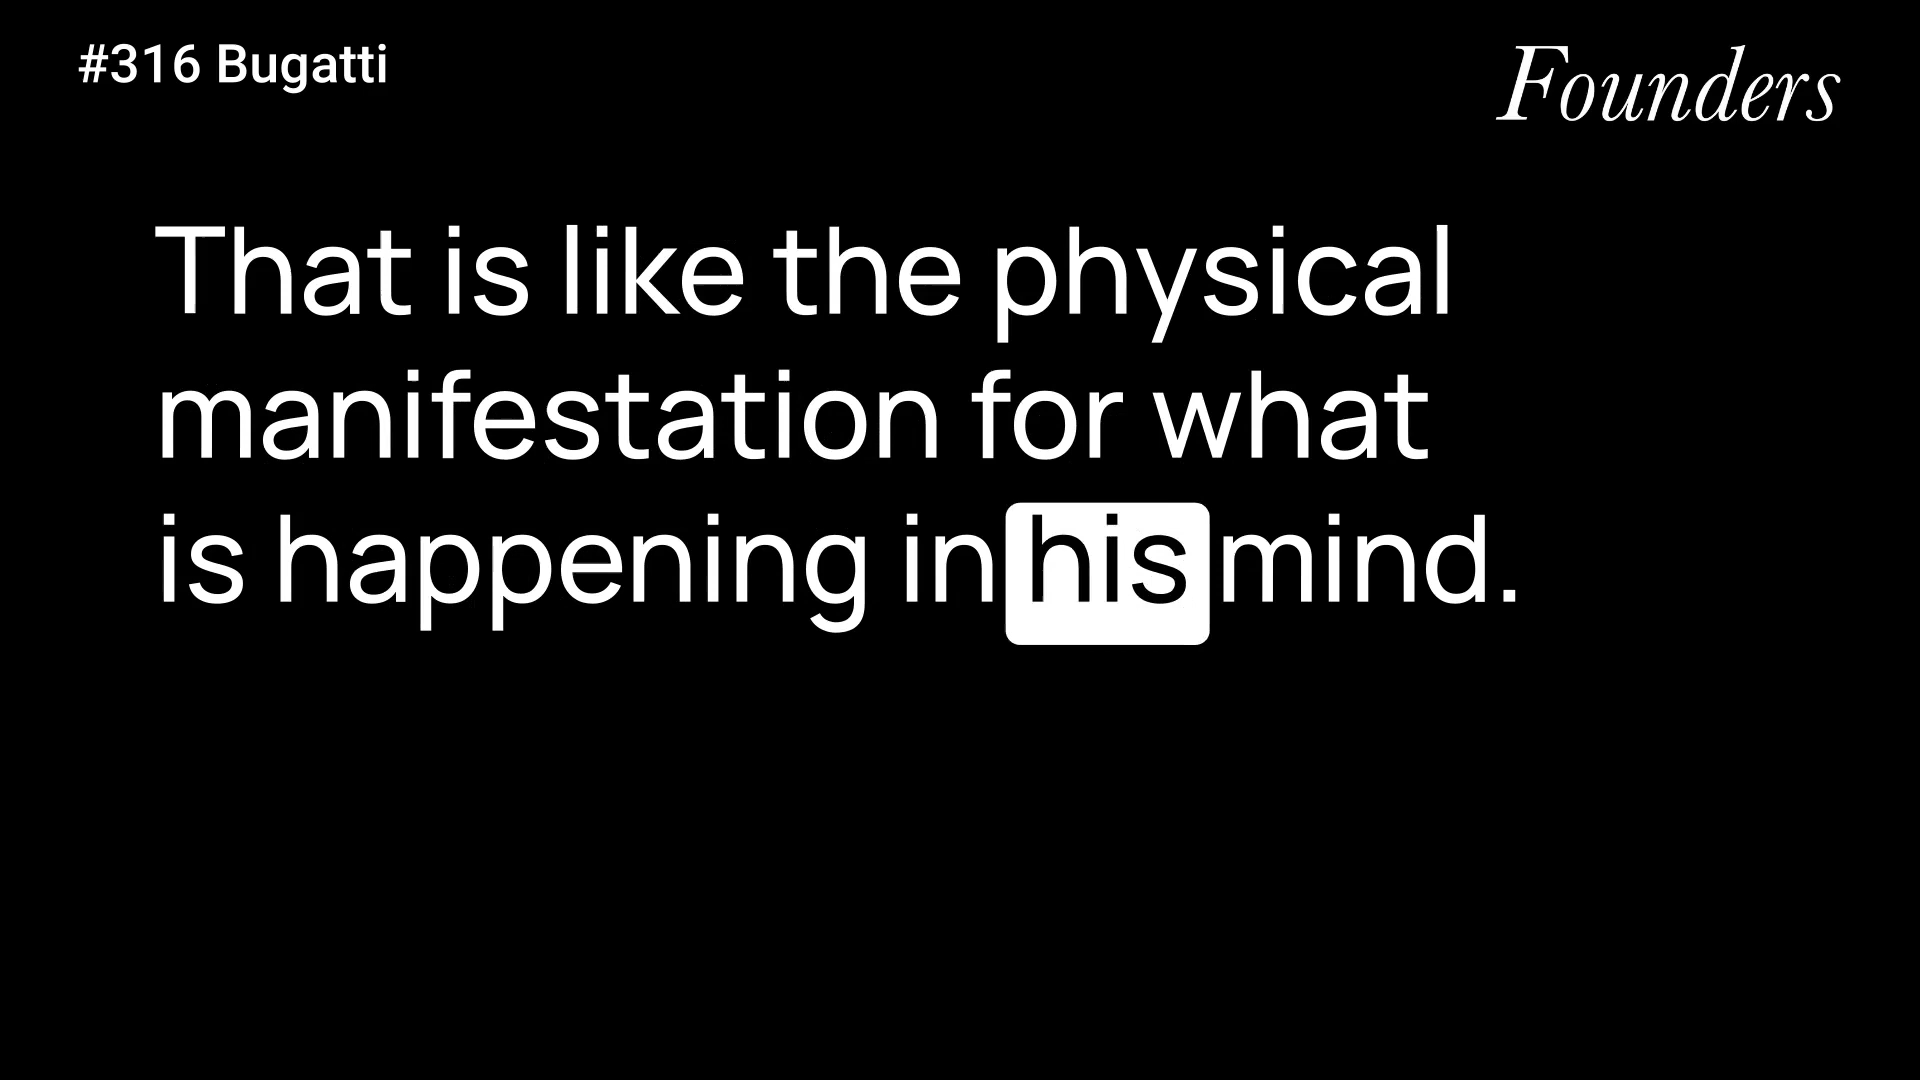 #316 Bugatti
Founders
That is like the physical
manifestation for what
is happening in his mind.